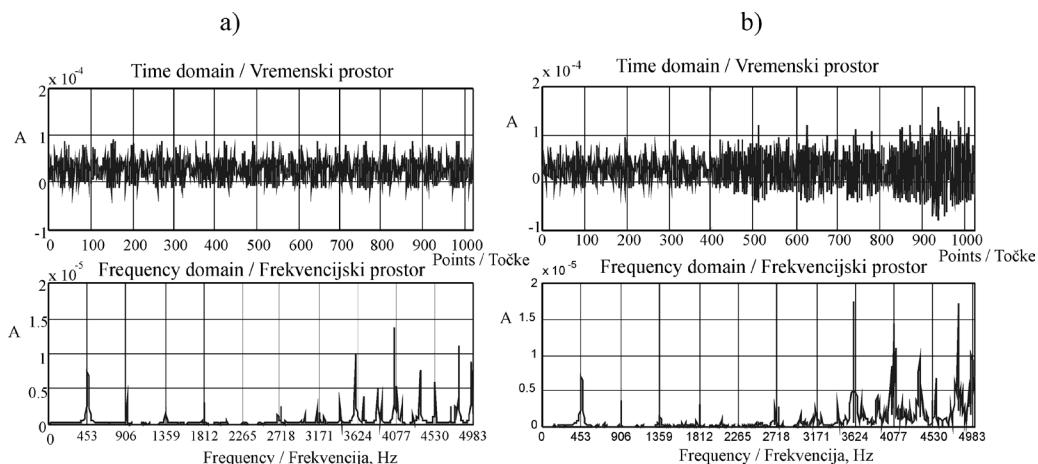 a)
Time domain / Vremenski prostor
x 10-4
2
A
1
0
-1
0 100 200 300 400 500 600 700 800 900 1000
Points / Točke
Frequency domain / Frekvencijski prostor
x 10-5
2
1.5
A
1
0.5
0
453 906 1359 1812 2265 2718 3171 3624 4077 4530 4983
Frequency / Frekvencija, Hz
b)
Time domain / Vremenski prostor
x 10-4
2
A
1
0
-1
0 100 200 300 400 500 600 700 800 900 1000
Points / Točke
Frequency domain / Frekvencijski prostor
2 x 10-5
A
1.5
1
0.5
0.000
0 453 906 1359 1812 2265 2718 3171 3624 4077 4530 4983
Frequency / Frekvencija, Hz